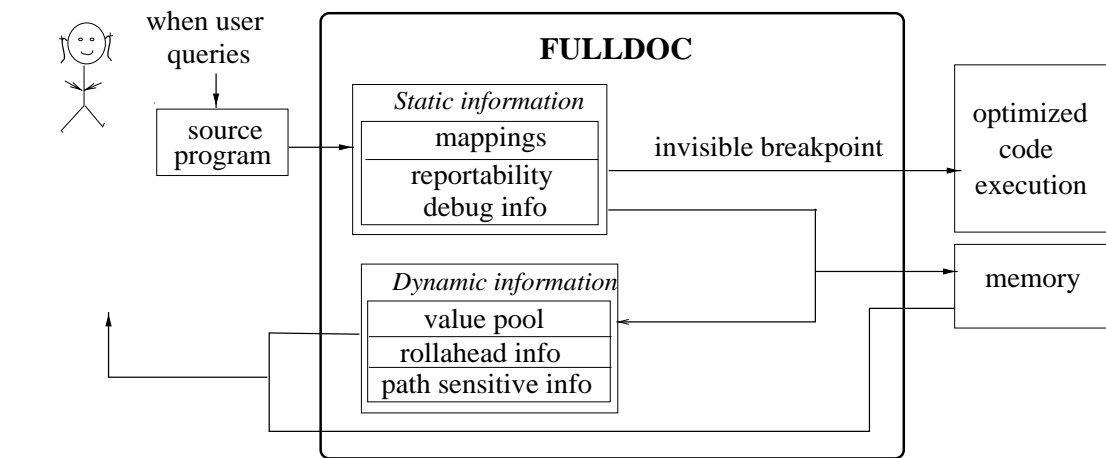 when user
queries
source
program
FULLDOC
Static information
mappings
reportability
debug info
invisible breakpoint
optimized
code
execution
memory
Dynamic information
value pool
rollahead info
path sensitive info